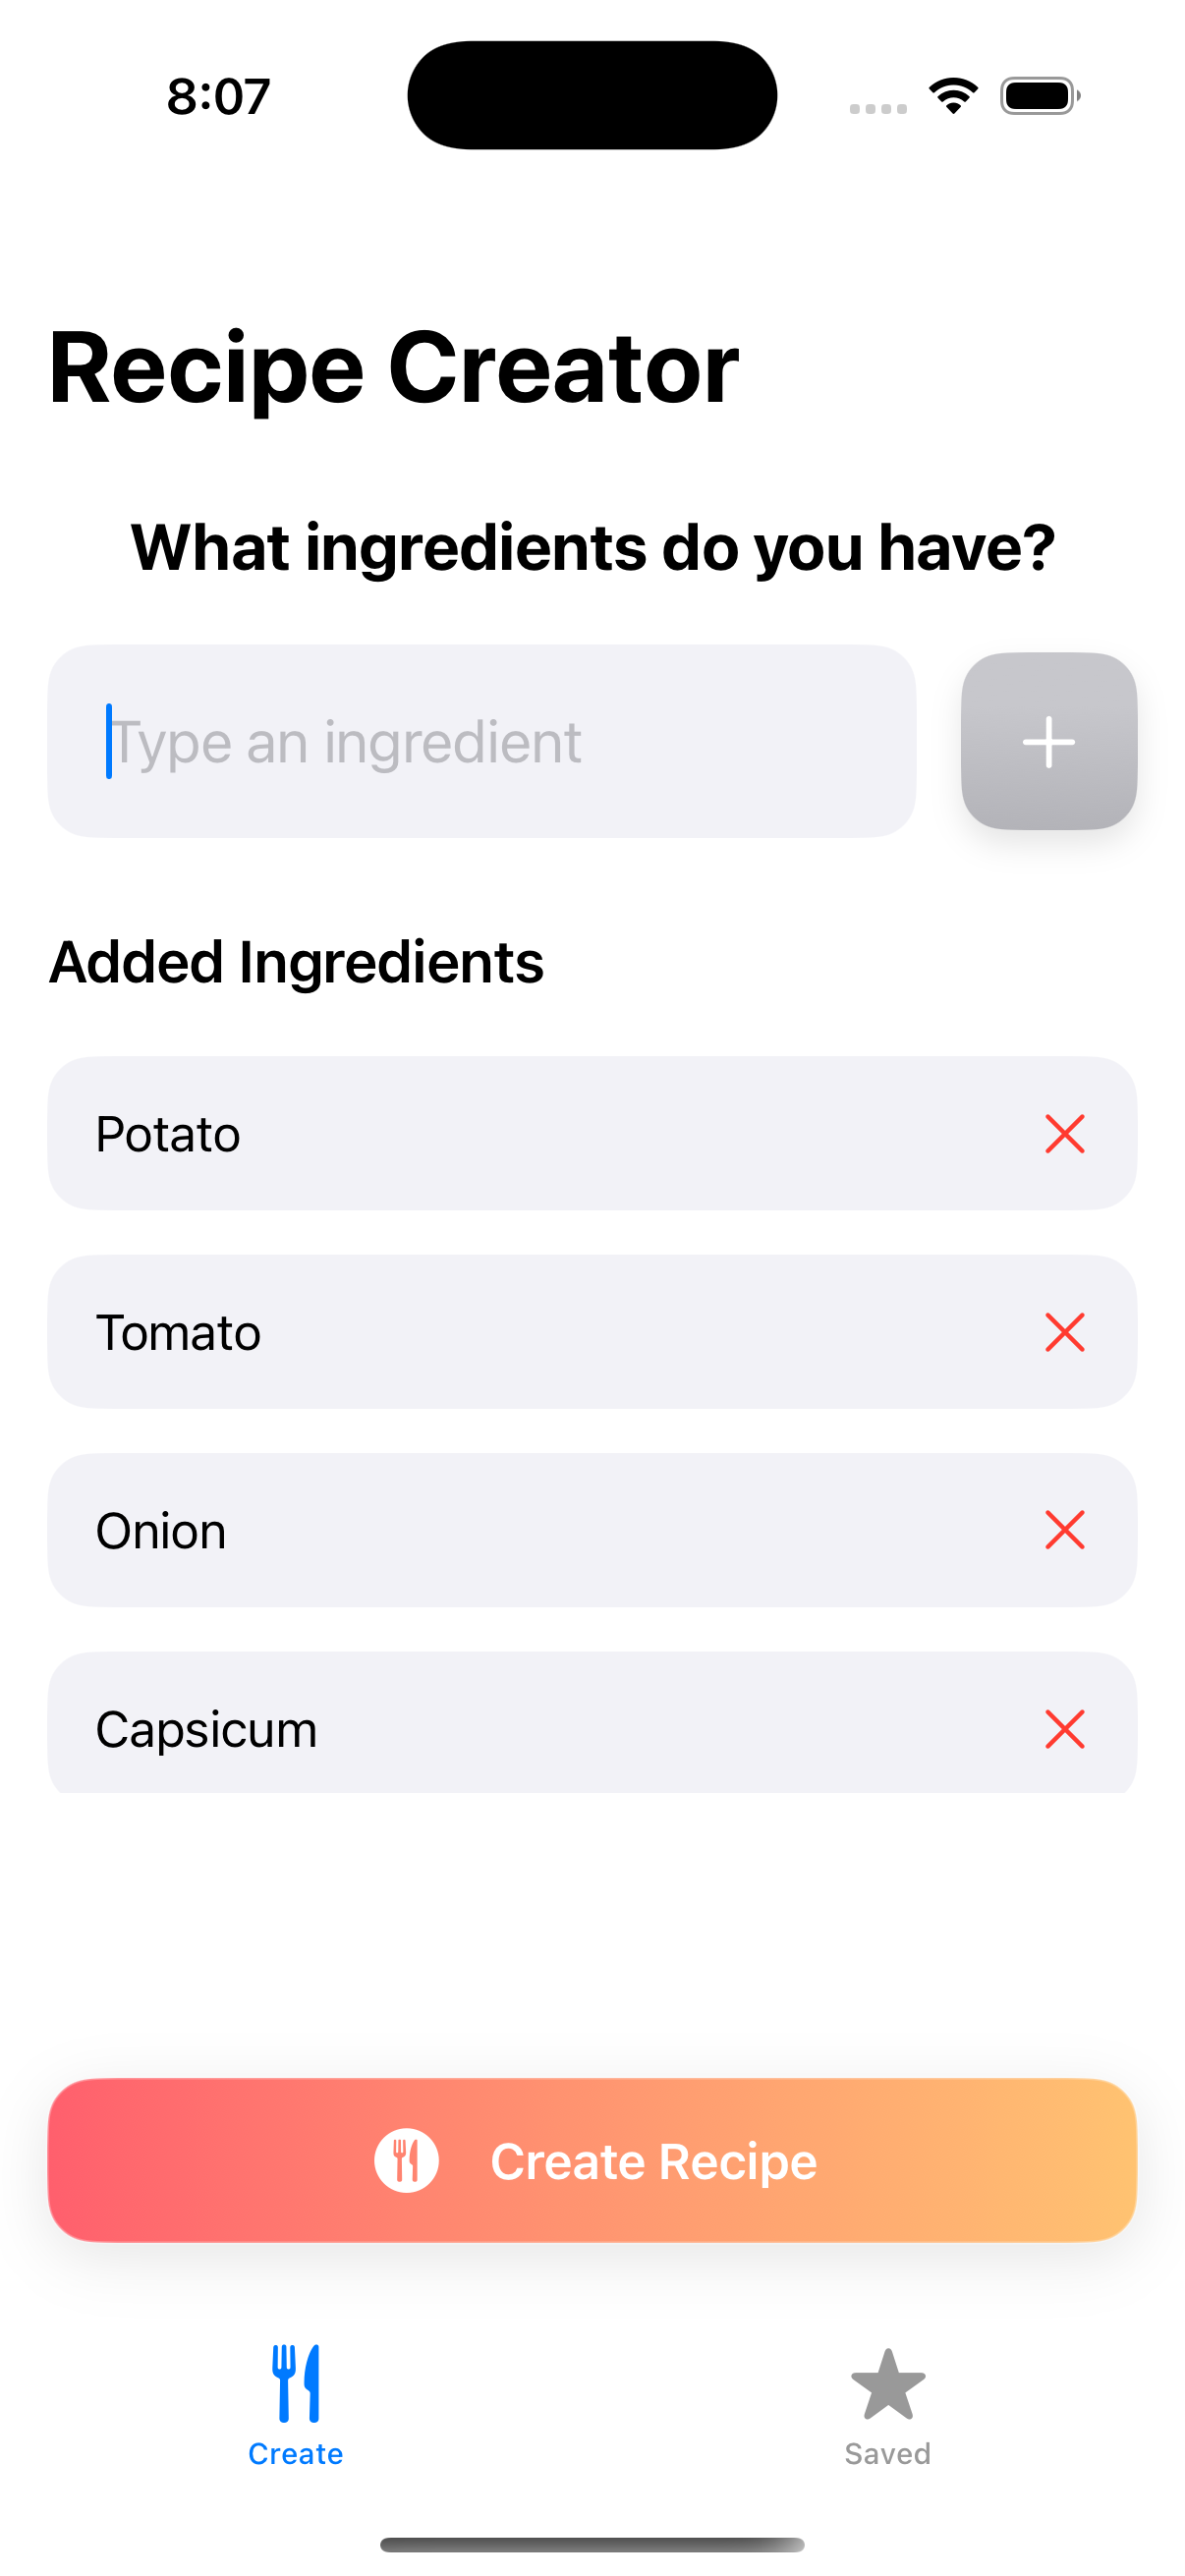 8:07
Recipe Creator
What ingredients do you have?
Type an ingredient
Added Ingredients
Potato
Tomato
Onion
Capsicum
Create Recipe
Create
Saved